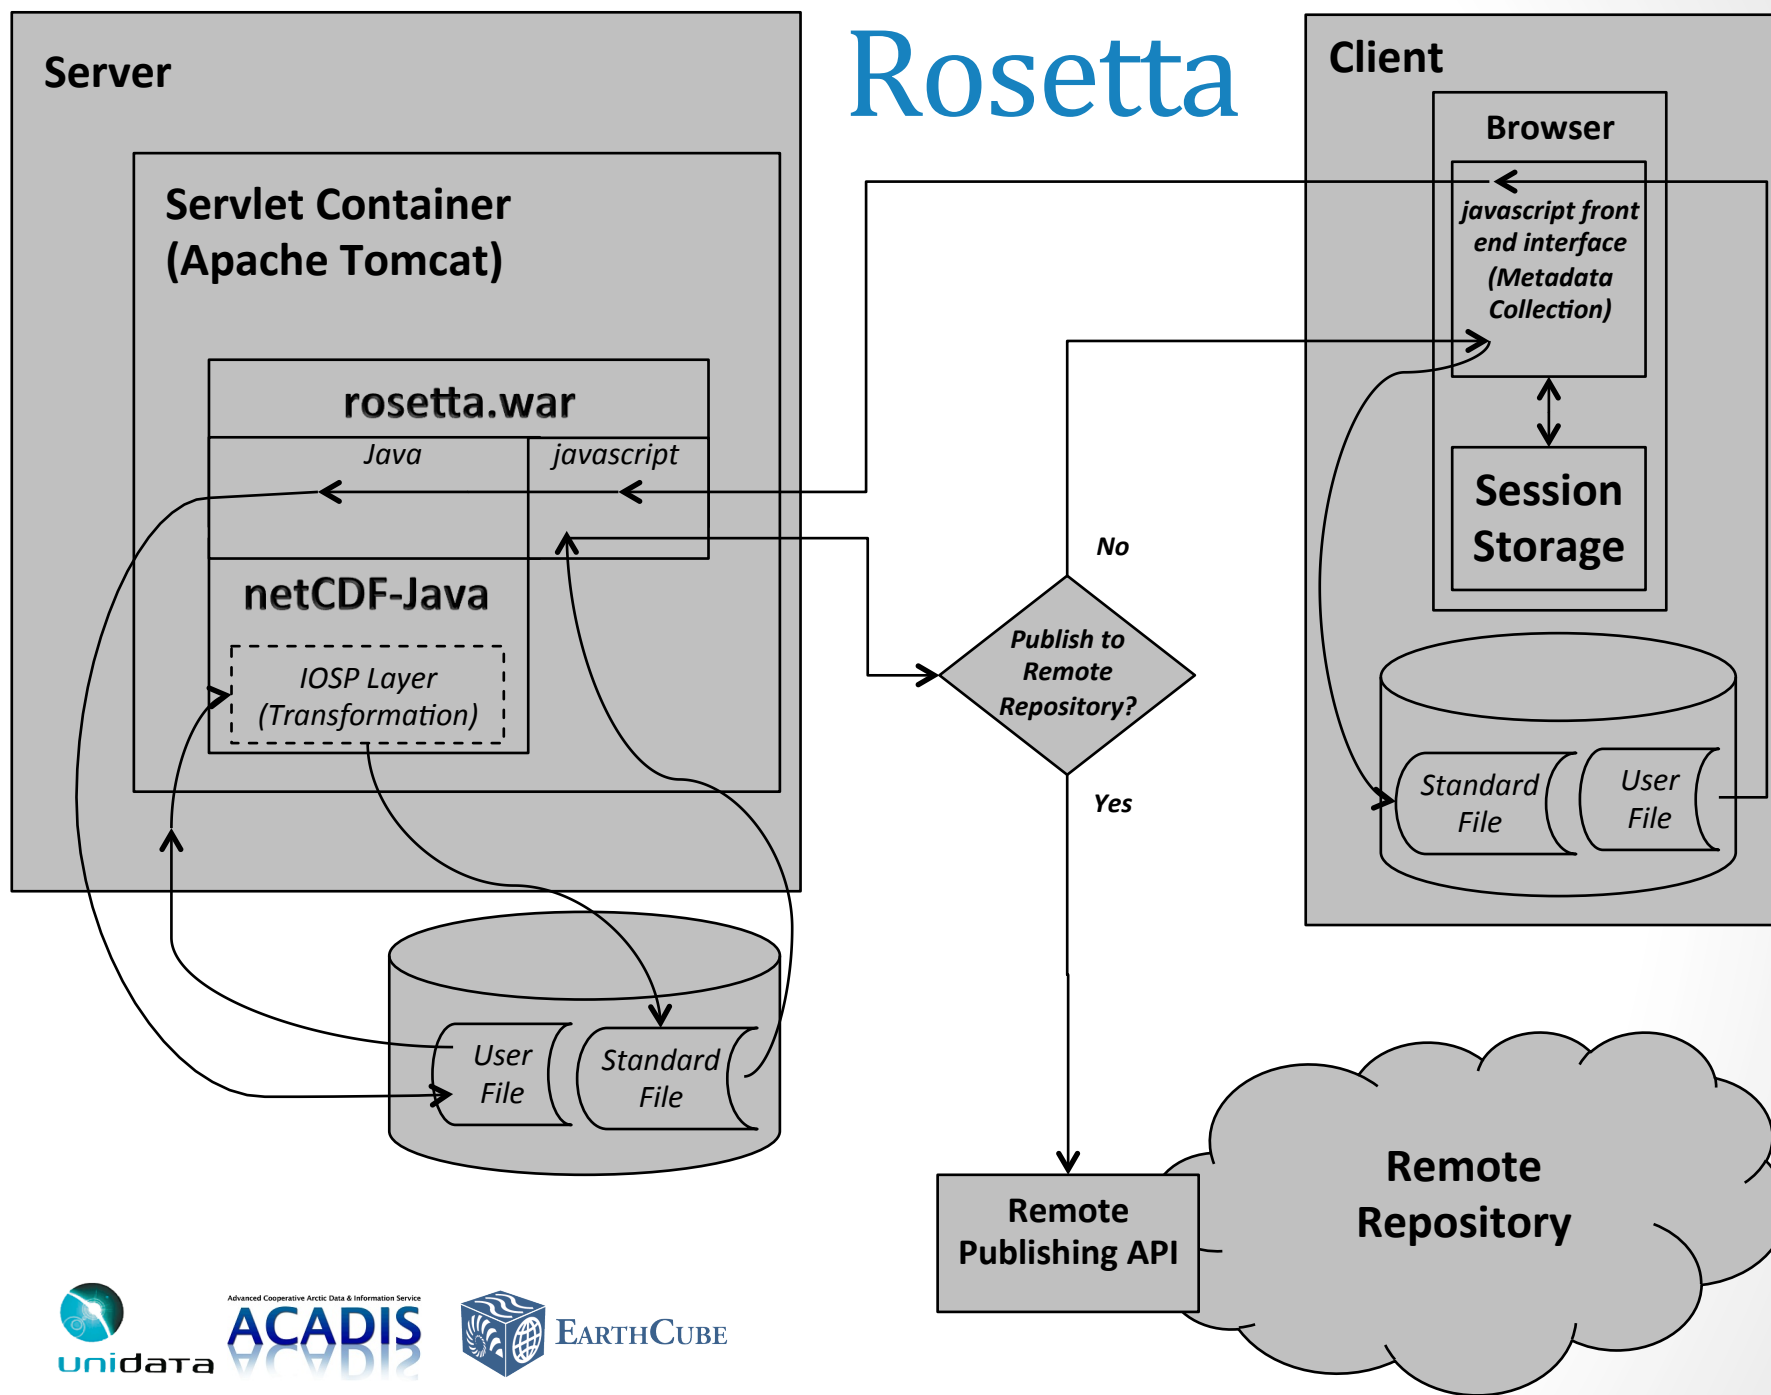 Rosetta
Server
Servlet Container
(Apache Tomcat)
rosetta.war
Java
javascript
netCDF-Java
IOSP Layer
(Transformation)
User
File
Standard
File
No
Publish to
Remote
Repository?
Yes
Client
Browser
javascript front
end interface
(Metadata
Collection)
Session
Storage
Standard
File
User
File
Remote
Publishing API
Remote
Repository
unidata
Advanced Cooperative Arctic Data & Information Service
ACADIS
EARTHCUBE